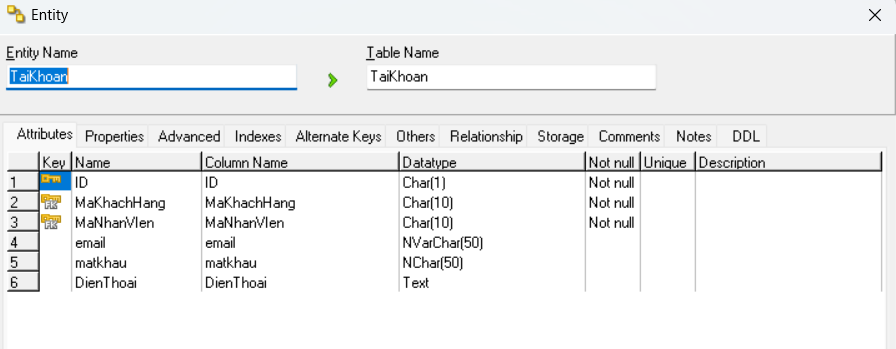 Entity
Entity Name
Table Name
TaiKhoan
TaiKhoan
Attributes Properties Advanced Indexes Alternate Keys Others Relationship Storage Comments Notes DDL
Key Name Column Name Datatype Not null Unique Description
1 ID ID Char(1) Not null
2 FK MaKhachHang MaKhachHang Char(10) Not null
3 FK MaNhanVIen MaNhanVIen Char(10) Not null
4 email email NVarChar(50)
5 matkhau matkhau NChar(50)
6 DienThoai DienThoai Text